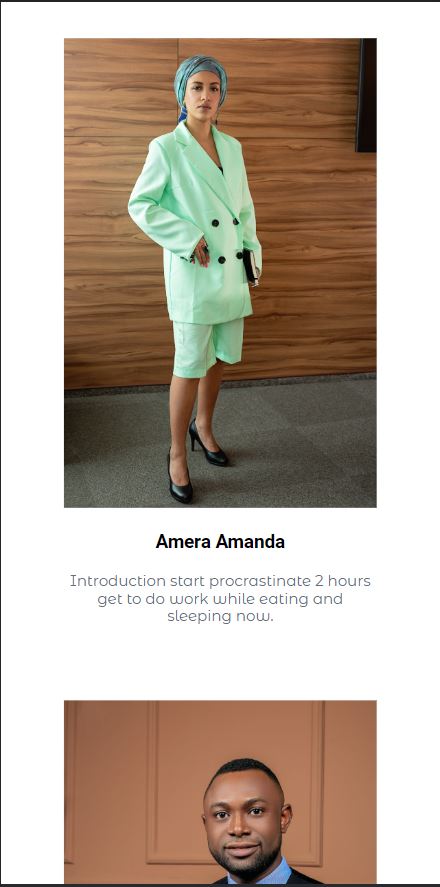 Amera Amanda
Introduction start procrastinate 2 hours
get to do work while eating and
sleeping now.